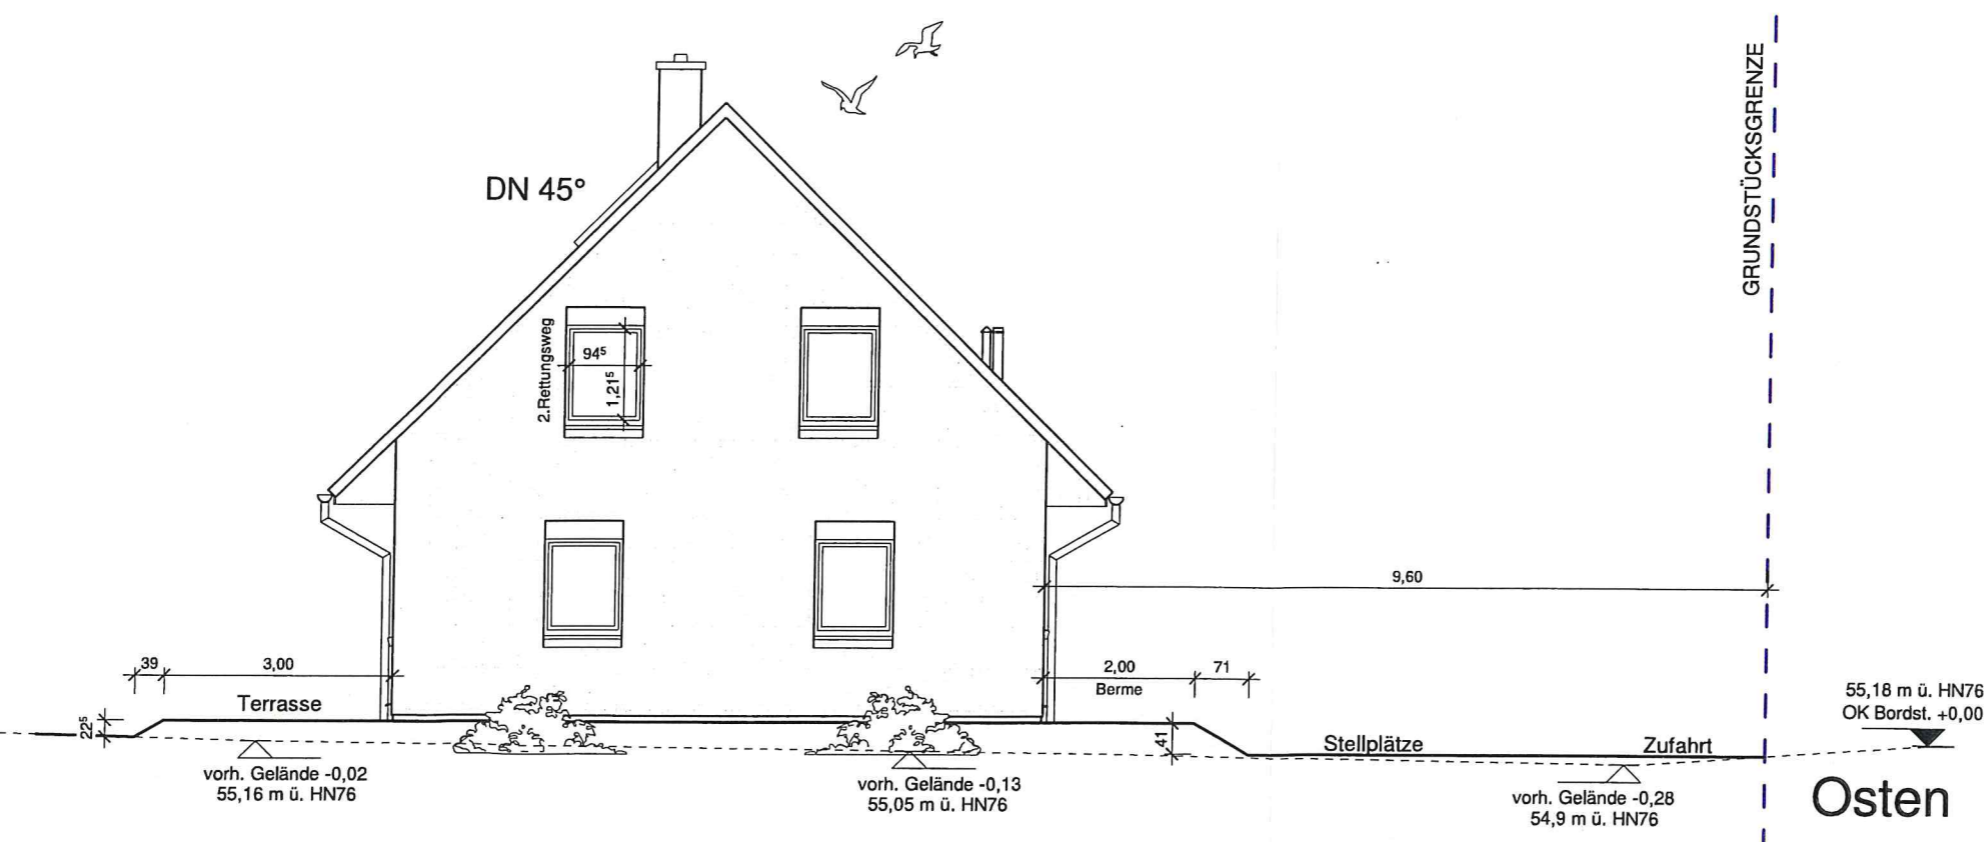 GRUNDSTÜCKSGRENZE
DN 45°
2.Rettungsweg
94⁵
1,21⁵
9,60
39
3,00
2,00
71
Berme
Terrasse
22⁵
41
55,18 m ü. HN76
OK Bordst. +0,00
Stellplätze
Zufahrt
vorh. Gelände -0,02
55,16 m ü. HN76
vorh. Gelände -0,13
55,05 m ü. HN76
vorh. Gelände -0,28
54,9 m ü. HN76
Osten